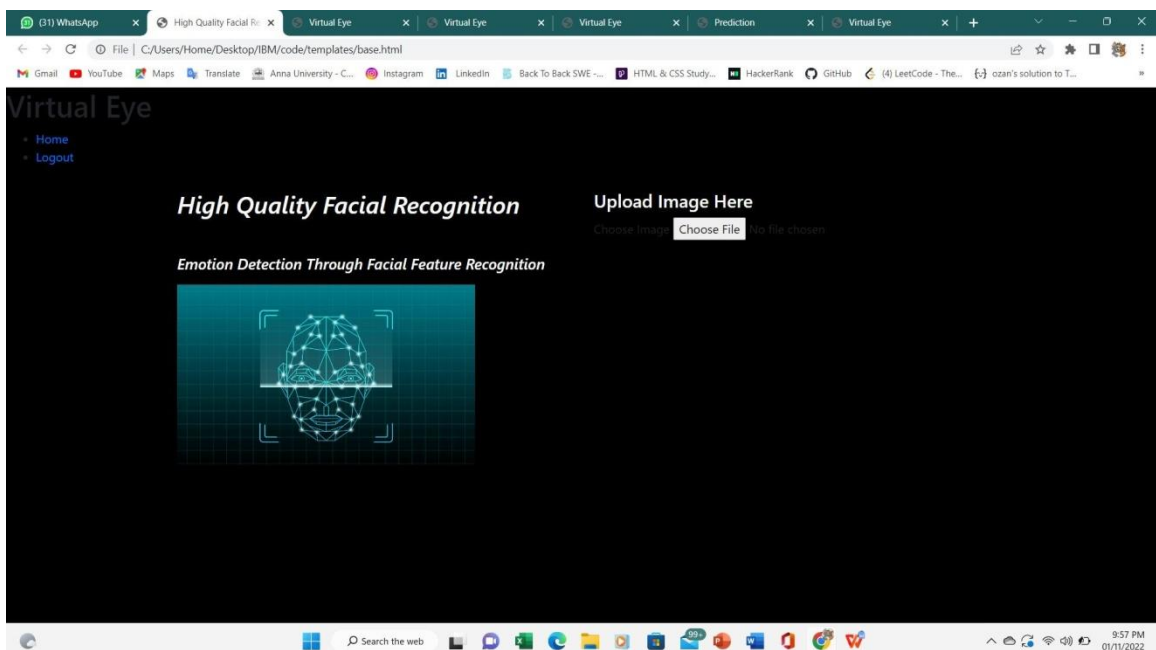 (31) WhatsApp
High Quality Facial Re
Virtual Eye
Virtual Eye
Virtual Eye
Prediction
Virtual Eye
File | C:/Users/Home/Desktop/IBM/code/templates/base.html
Gmail
YouTube
Maps
Translate
Anna University - C...
Instagram
LinkedIn
Back To Back SWE -...
HTML & CSS Study...
HackerRank
GitHub
(4) LeetCode - The...
ozan's solution to T...
Virtual Eye
Home
Logout
High Quality Facial Recognition
Emotion Detection Through Facial Feature Recognition
Upload Image Here
Choose Image Choose File No file chosen
Search the web
99+
9:57 PM
01/11/2022